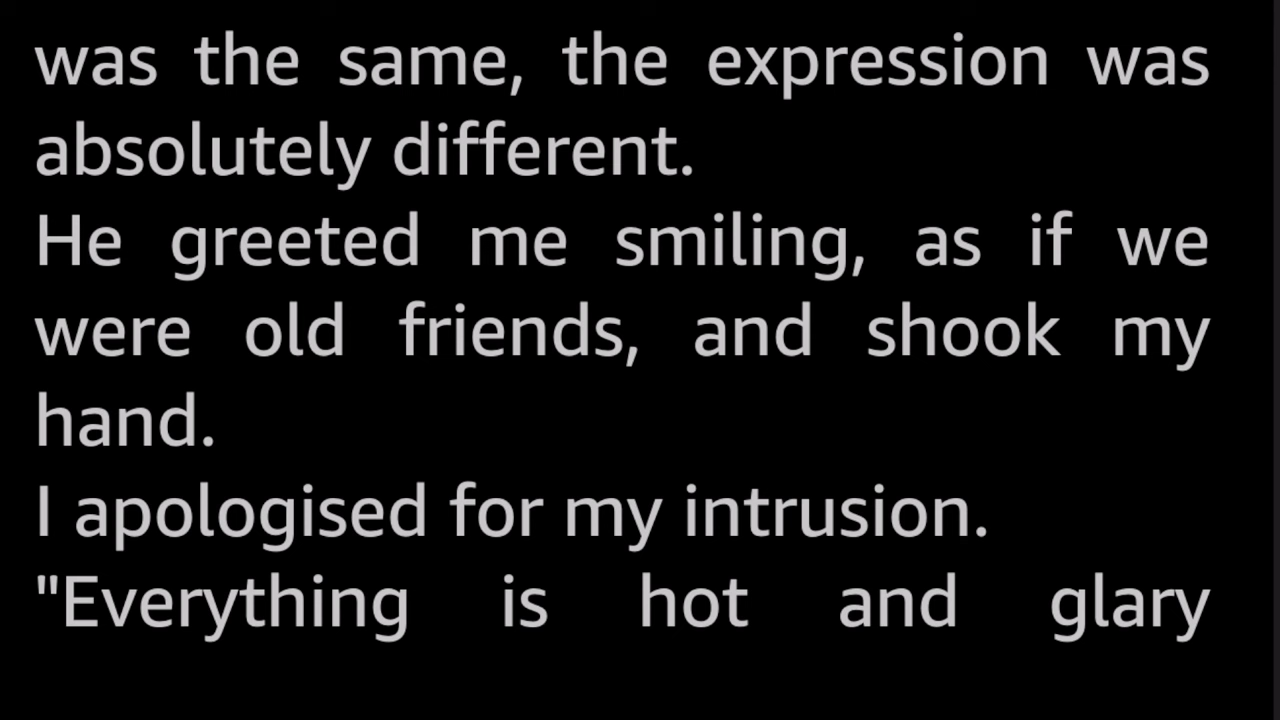 was the same, the expression was
absolutely different.
He greeted me smiling, as if we
were old friends, and shook my
hand.
I apologised for my intrusion.
"Everything is hot and glary